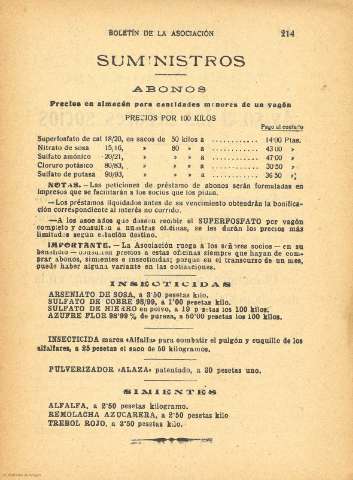 BOLETÍN DE LA ASOCIACIÓN 214
SUMINISTROS
ABONOS
Precios en almacén para cantidades menores de un vagón
PRECIOS POR 100 KILOS
Pago al contado
Superfosfato de cal 18/20, en sacos de 50 kilos a ............ 14'00 Ptas.
Nitrato de sosa 15,16, » 80 » a ............ 43'00 »
Sulfato amónico 20/21, » » » a ............ 47'00 »
Cloruro potásico 80/83, » » » a ............ 30'50 »
Sulfato de potasa 90/93, » » » a ............ 36'50 »
NOTAS.—Las peticiones de préstamo de abonos serán formuladas en
impresos que se facilitarán a los socios que los pidan.
—Los préstamos liquidados antes de su vencimiento obtendrán la bonifica-
ción correspondiente al interés no corrido.
—A los socios que deseen recibir el SUPERFOSFATO por vagón
completo y consulten a nuestras oficinas, se les darán los precios más
limitados según estación destino.
IMPORTANTE.—La Asociación ruega a los señores socios—en su
beneficio—consulten precios a estas oficinas siempre que hayan de com-
prar abonos, simientes e insecticidas; porque en el transcurso de un mes,
puede haber alguna variante en las cotizaciones.
INSECTICIDAS
ARSENIATO DE SOSA, a 3'50 pesetas kilo.
SULFATO DE COBRE 98/99, a 1'00 pesetas kilo.
SULFATO DE HIERRO en polvo, a 19 pesetas los 100 kilos.
AZUFRE FLOR 98'99 % de pureza, a 50'00 pesetas los 100 kilos.
INSECTICIDA marca «Alfalfa» para combatir el pulgón y cuquillo de los
alfalfares, a 25 pesetas el saco de 50 kilogramos.
PULVERIZADOR «ALAZA» patentado, a 30 pesetas uno.
SIMIENTES
ALFALFA, a 2'50 pesetas kilogramo.
REMOLACHA AZUCARERA, a 2'50 pesetas kilo
TREBOL ROJO, a 3'50 pesetas kilo.